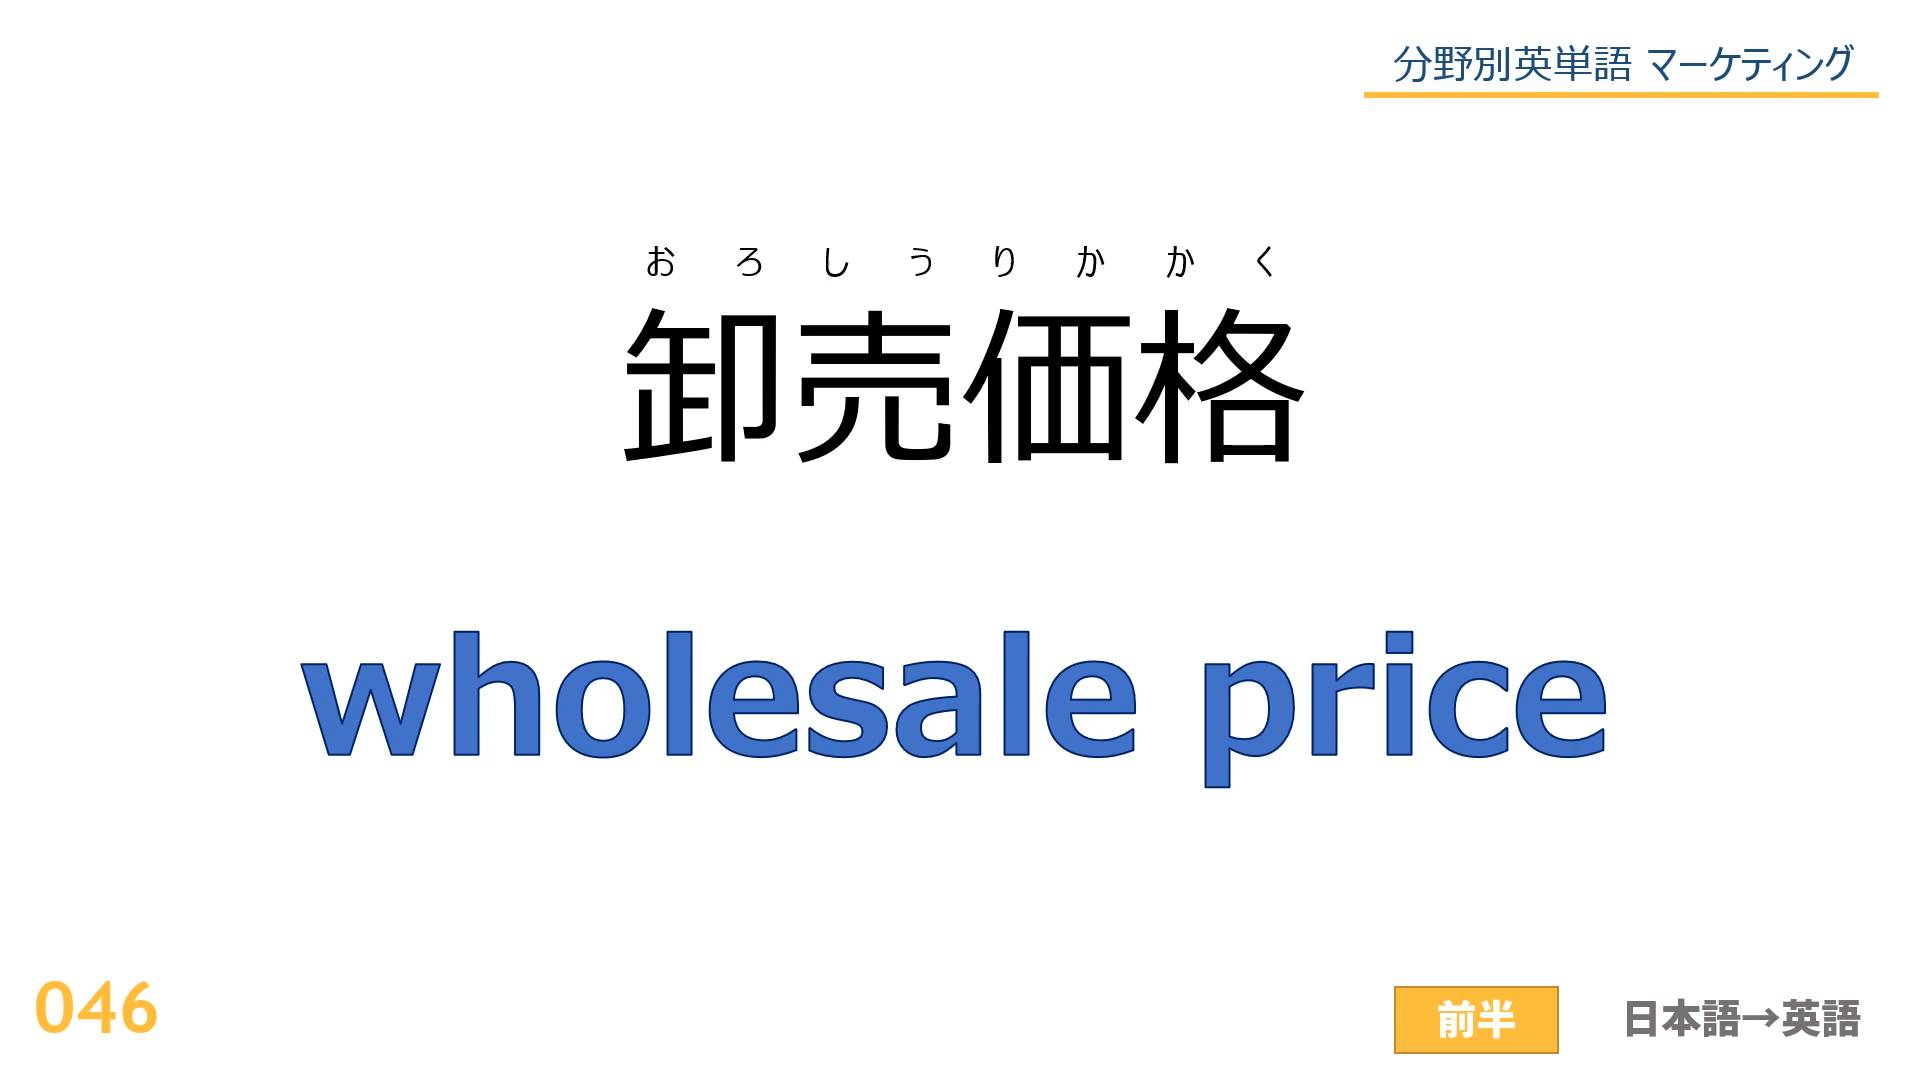 分野別英単語 マーケティング
おろしうりかかく
卸売価格
wholesale price
046
前半
日本語→英語